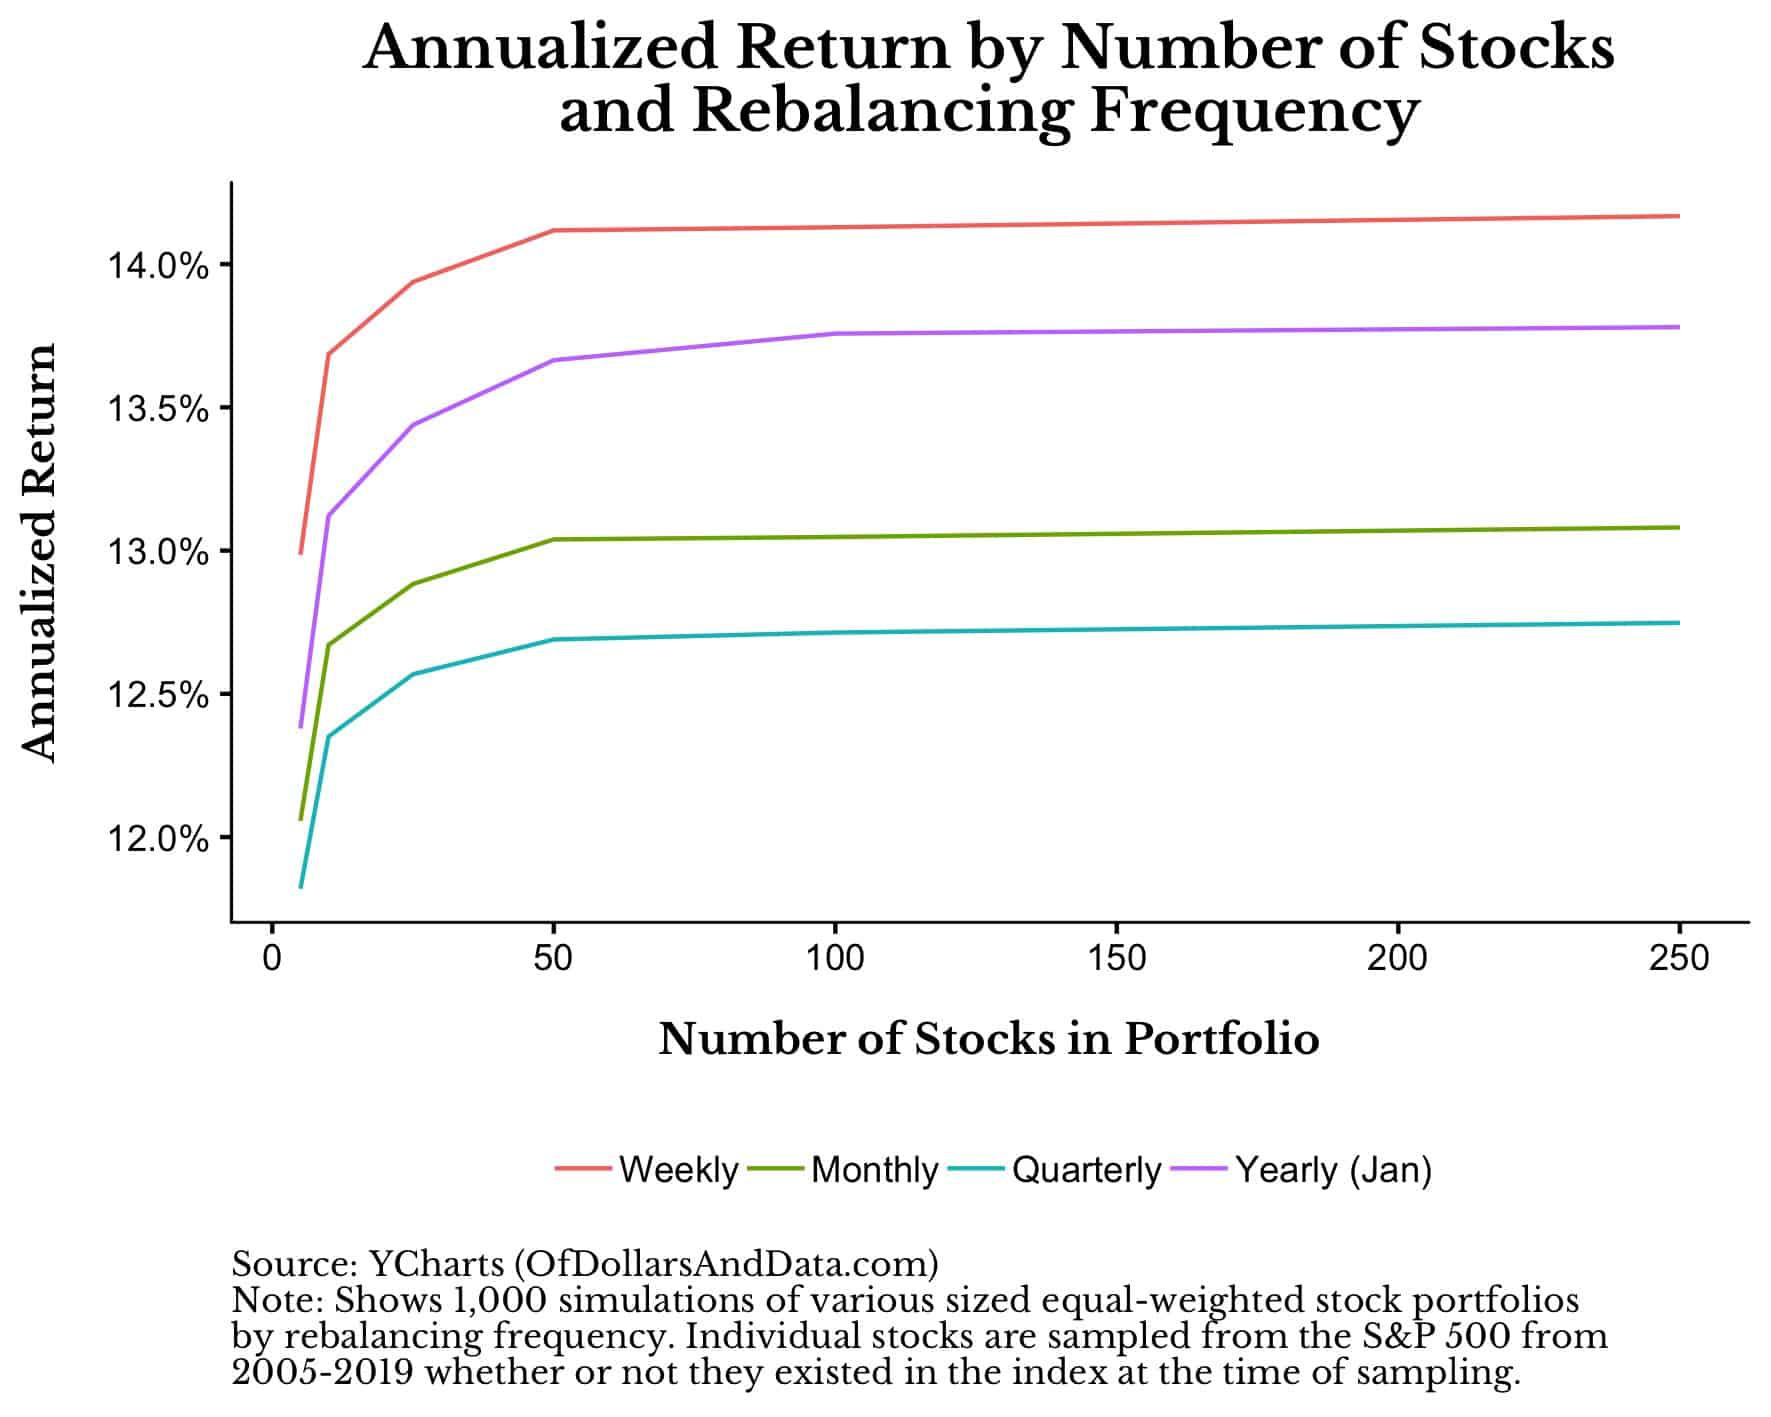 Annualized Return by Number of Stocks
and Rebalancing Frequency
Annualized Return
14.0%
13.5%
13.0%
12.5%
12.0%
0 50 100 150 200 250
Number of Stocks in Portfolio
Weekly Monthly Quarterly Yearly (Jan)
Source: YCharts (OfDollarsAndData.com)
Note: Shows 1,000 simulations of various sized equal-weighted stock portfolios
by rebalancing frequency. Individual stocks are sampled from the S&P 500 from
2005-2019 whether or not they existed in the index at the time of sampling.